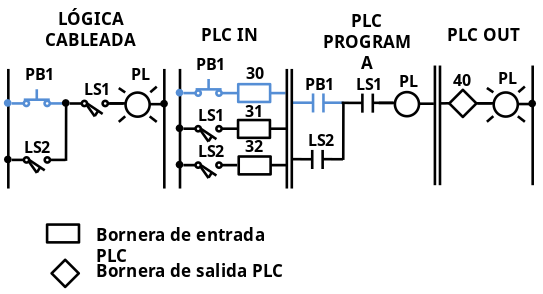 LÓGICA
CABLEADA
PLC IN
PLC
PROGRAM
A
PLC OUT
PB1
LS1
PL
LS2
PB1
30
LS1
31
LS2
32
PB1
LS1
PL
LS2
40
PL
Bornera de entrada
PLC
Bornera de salida PLC